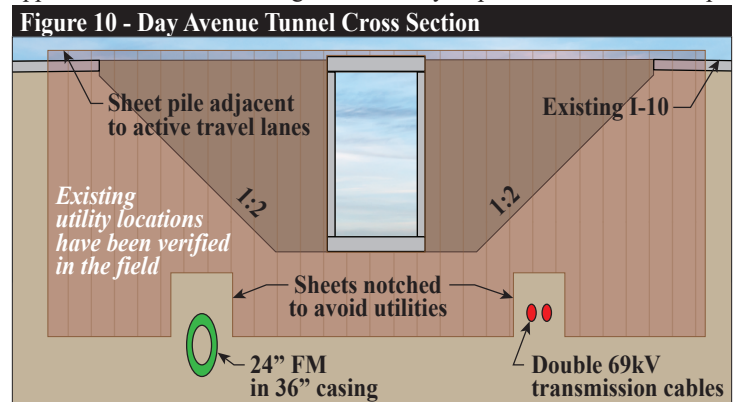 Figure 10 - Day Avenue Tunnel Cross Section
Sheet pile adjacent
to active travel lanes
Existing I-10
1:2
1:2
Existing
utility locations
have been verified
in the field
Sheets notched
to avoid utilities
24” FM
in 36” casing
Double 69kV
transmission cables